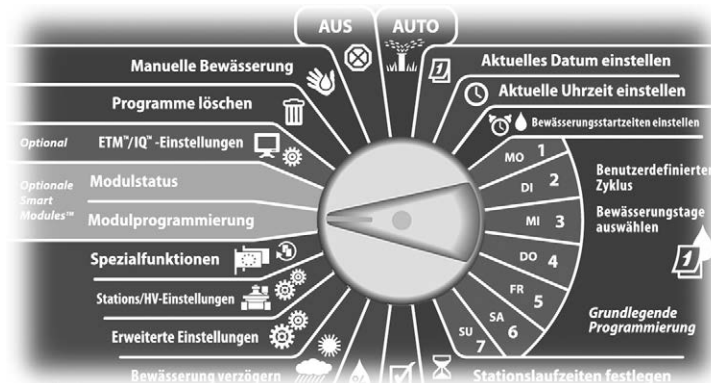 AUS
AUTO
Manuelle Bewässerung
Programme löschen
Optional
ETM™/IQ™ -Einstellungen
Optionale
Smart
Modules™
Modulstatus
Modulprogrammierung
Spezialfunktionen
Stations/HV-Einstellungen
Erweiterte Einstellungen
Bewässerung verzögern
Aktuelles Datum einstellen
Aktuelle Uhrzeit einstellen
Bewässerungsstartzeiten einstellen
MO 1
DI 2
MI 3
DO 4
FR 5
SA 6
SU 7
Benutzerdefinierter
Zyklus
Bewässerungstage
auswählen
1
Grundlegende
Programmierung
Stationslaufzeiten festlegen
1
%